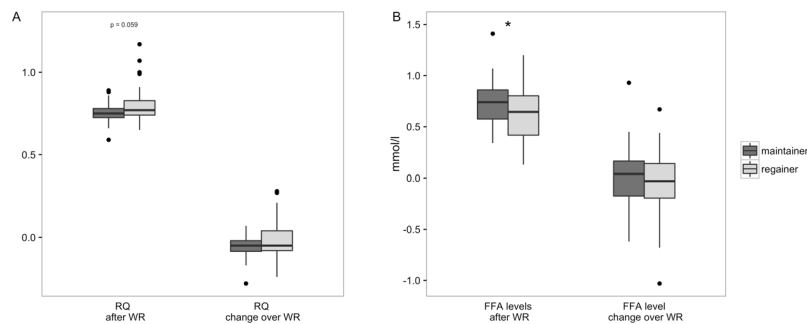 A
p = 0.059
1.0
0.5
0.0
RQ
after WR
RQ
change over WR
B
*
1.5
1.0
0.5
0.0
-0.5
-1.0
mmol/l
FFA levels
after WR
FFA level
change over WR
maintainer
regainer